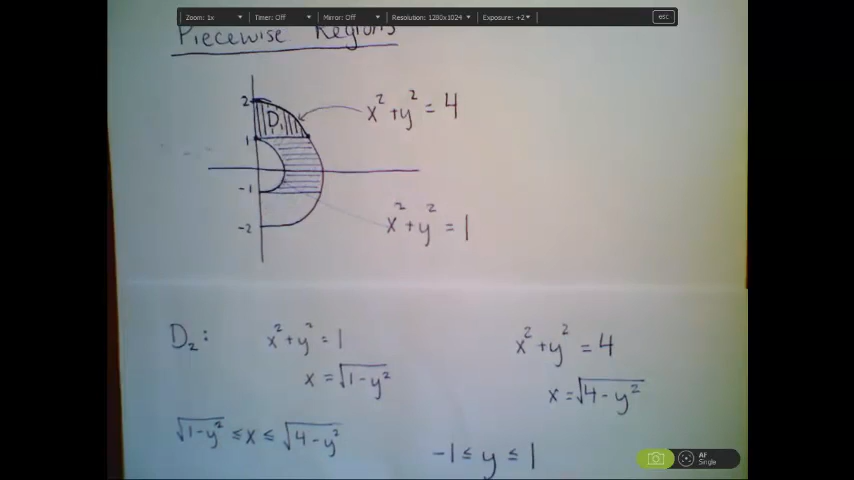 Zoom: 1x Timer: Off Mirror: Off Resolution: 1280x1024 Exposure: +2 esc
Piecewise Regions
2
D₁
x² + y² = 4
1
-1
x² + y² = 1
-2
D₂: x² + y² = 1 x² + y² = 4
x = √1 - y² x = √4 - y²
√1 - y² ≤ x ≤ √4 - y² -1 ≤ y ≤ 1
AF
Single